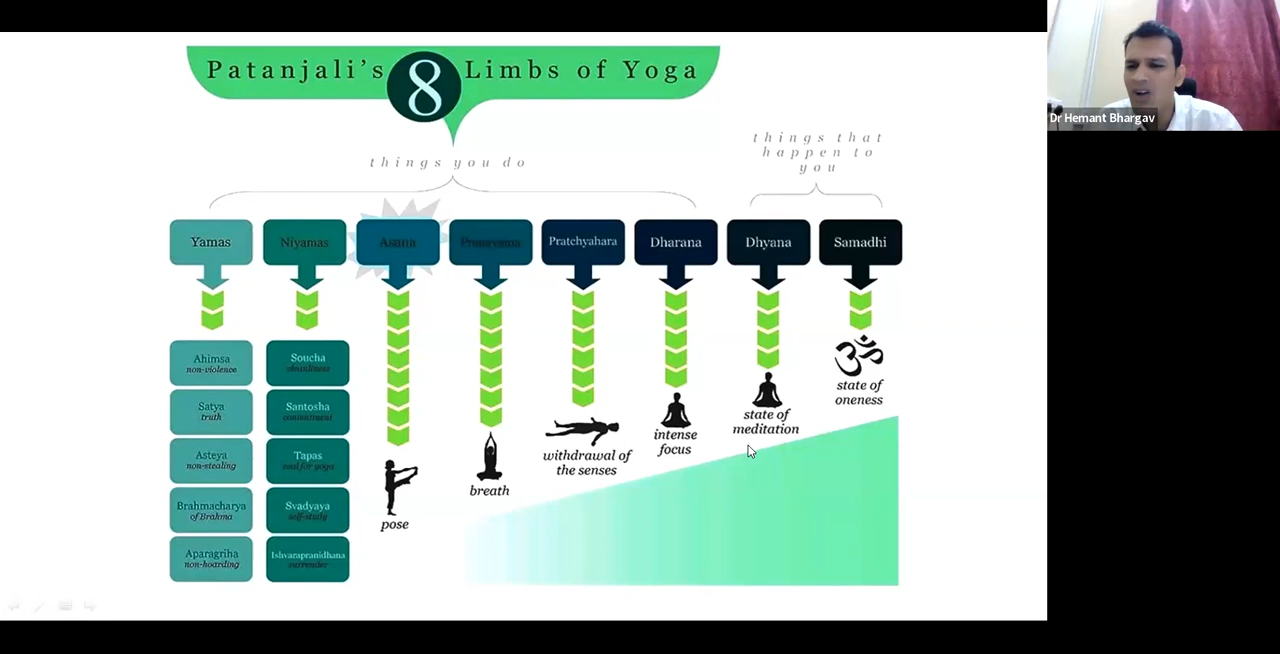 Patanjali's 8 Limbs of Yoga
things you do
things that
happen to
you
Yamas
Niyamas
Asana
Pranayama
Pratchyahara
Dharana
Dhyana
Samadhi
Ahimsa
non-violence
Satya
truth
Asteya
non-stealing
Brahmacharya
of Brahma
Aparagriha
non-hoarding
Soucha
cleanliness
Santosha
contentment
Tapas
zeal for yoga
Svadyaya
self-study
Ishvarapranidhana
surrender
pose
breath
withdrawal of
the senses
intense
focus
state of
meditation
ॐ
state of
oneness
Dr Hemant Bhargav